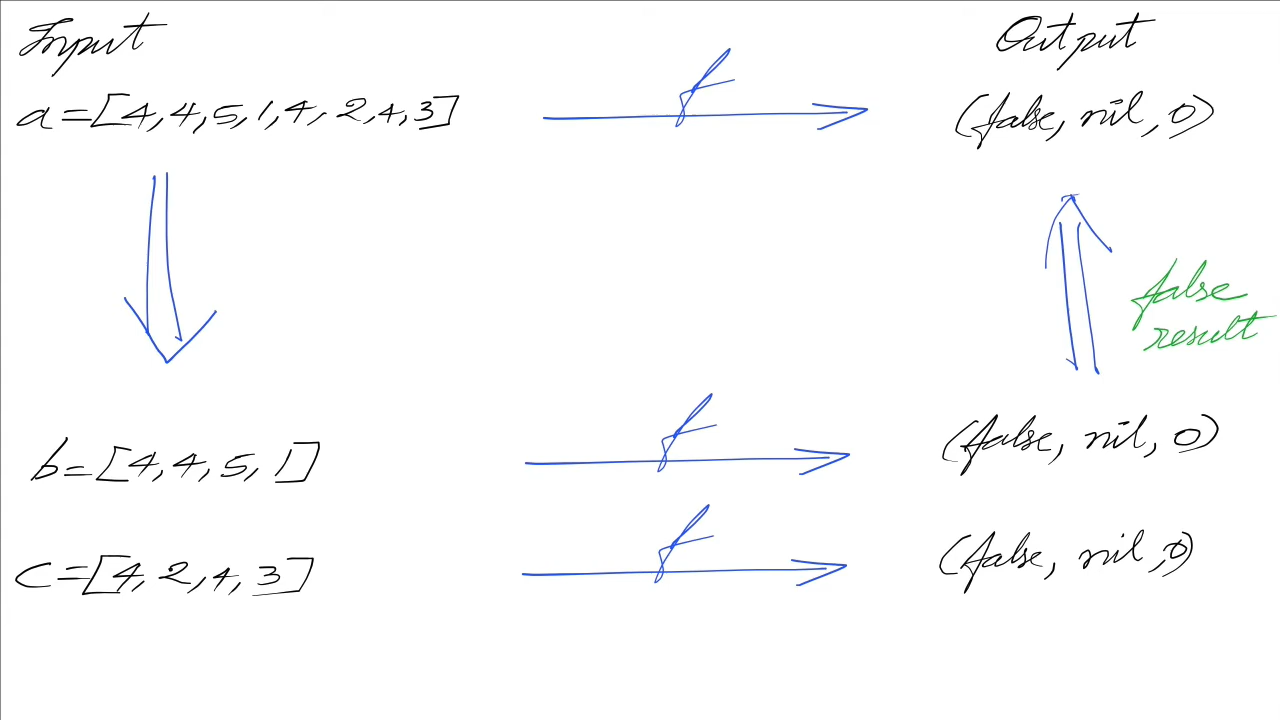 Input Output
a=[4,4,5,1,4,2,4,3] f (false, nil, 0)
false
result
b=[4,4,5,1] f (false, nil, 0)
c=[4,2,4,3] f (false, nil, 0)